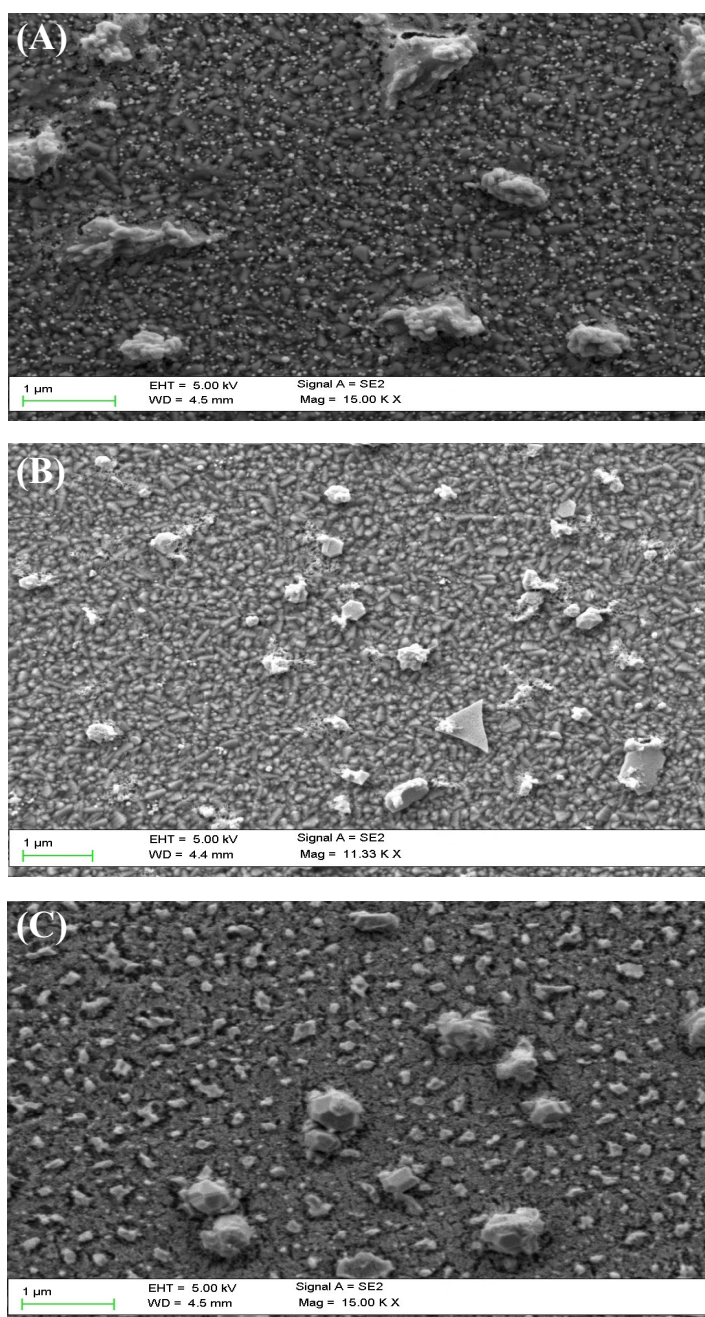 (A)
1 µm
EHT = 5.00 kV
Signal A = SE2
WD = 4.5 mm
Mag = 15.00 K X
(B)
1 µm
EHT = 5.00 kV
Signal A = SE2
WD = 4.4 mm
Mag = 11.33 K X
(C)
1 µm
EHT = 5.00 kV
Signal A = SE2
WD = 4.5 mm
Mag = 15.00 K X